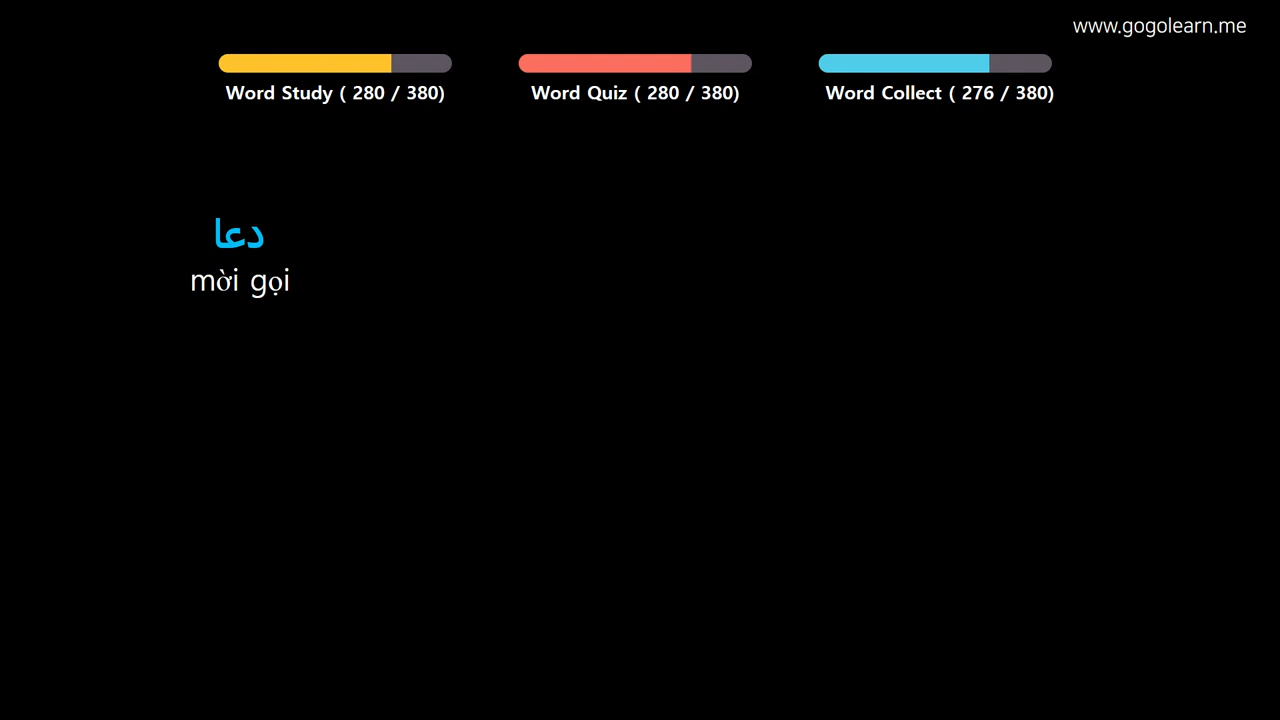 www.gogolearn.me
Word Study ( 280 / 380)
Word Quiz ( 280 / 380)
Word Collect ( 276 / 380)
دعا
mời gọi